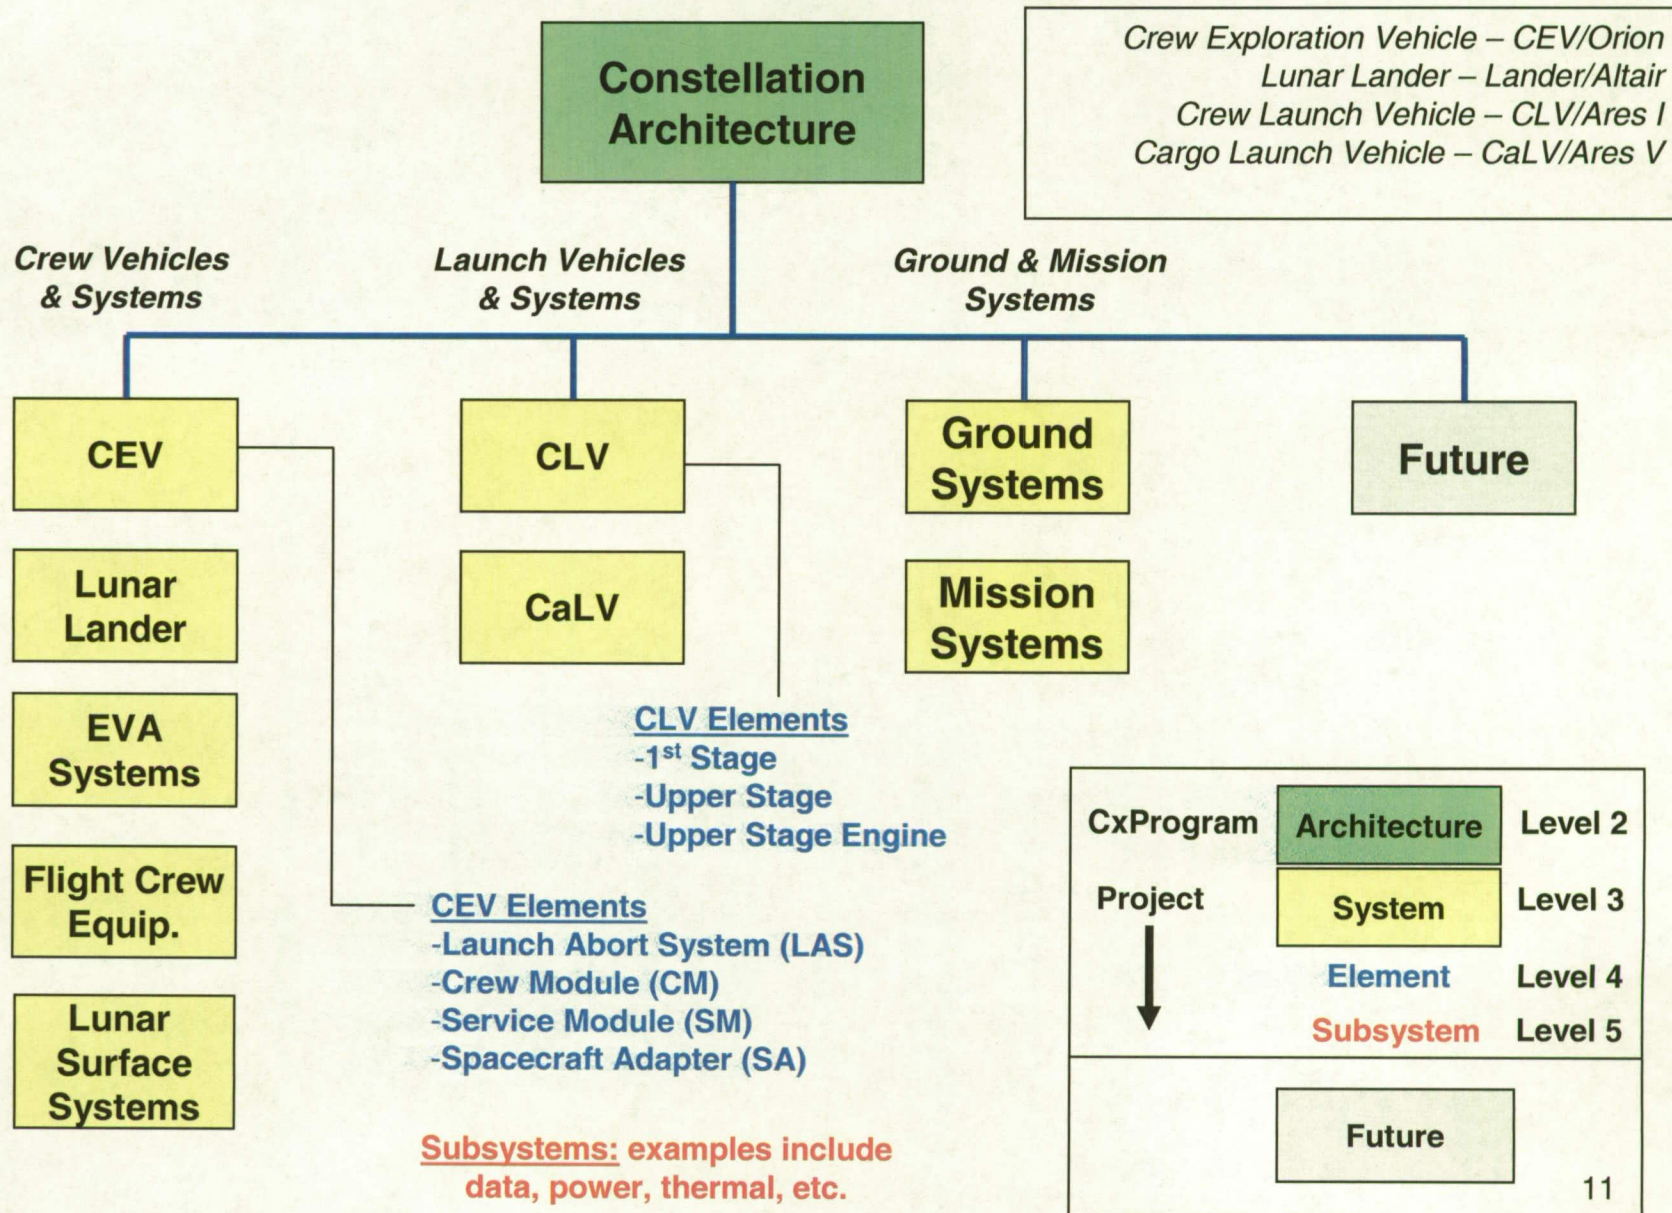 Constellation
Architecture
Crew Exploration Vehicle – CEV/Orion
Lunar Lander – Lander/Altair
Crew Launch Vehicle – CLV/Ares I
Cargo Launch Vehicle – CaLV/Ares V
Crew Vehicles
& Systems
Launch Vehicles
& Systems
Ground & Mission
Systems
CEV
CLV
Ground
Systems
Future
Lunar
Lander
CaLV
Mission
Systems
EVA
Systems
Flight Crew
Equip.
Lunar
Surface
Systems
CLV Elements
-1st Stage
-Upper Stage
-Upper Stage Engine
CEV Elements
-Launch Abort System (LAS)
-Crew Module (CM)
-Service Module (SM)
-Spacecraft Adapter (SA)
Subsystems: examples include
data, power, thermal, etc.
CxProgram Architecture Level 2
Project System Level 3
Element Level 4
Subsystem Level 5
Future
11